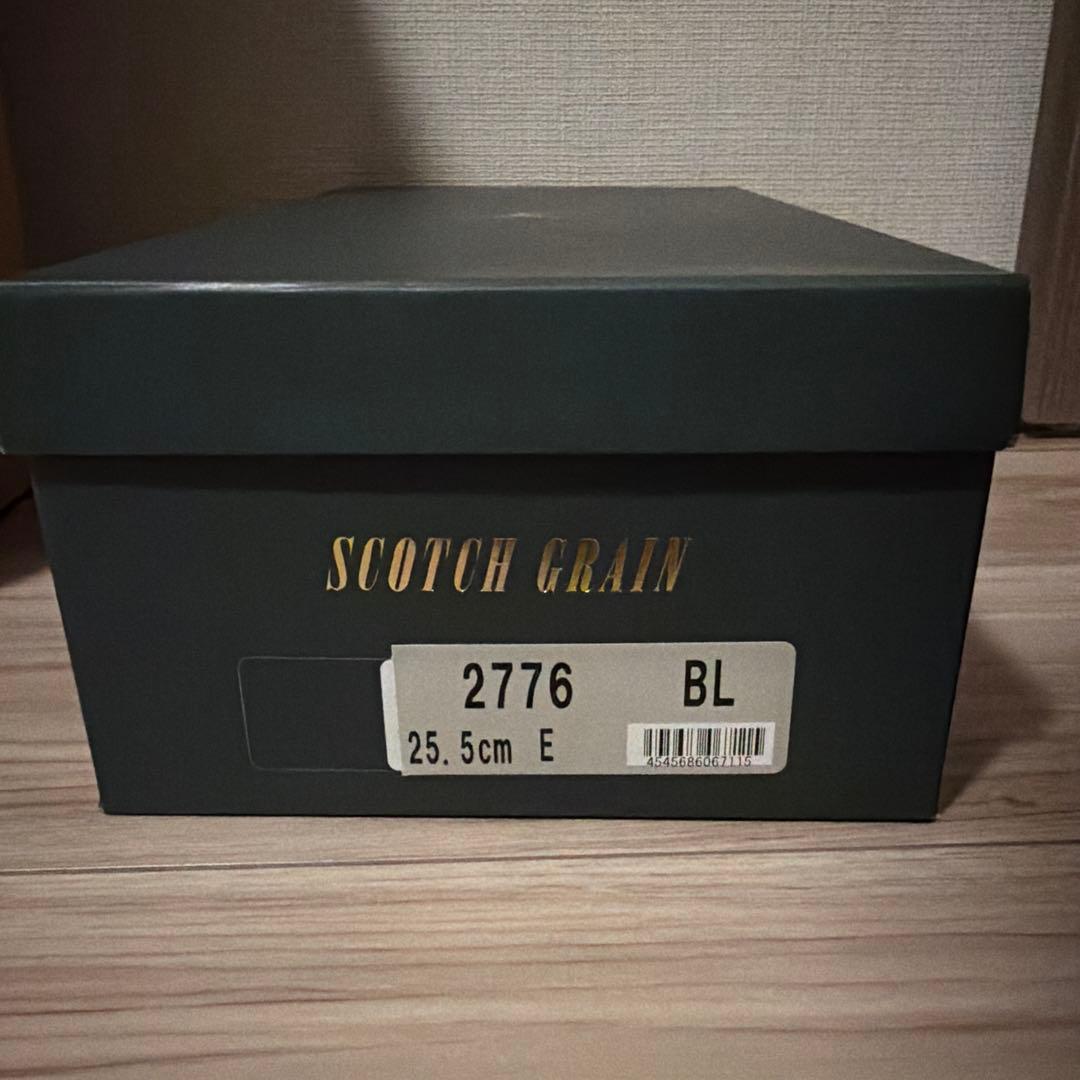 SCOTCH GRAIN
2776 BL
25.5cm E
4545686067115